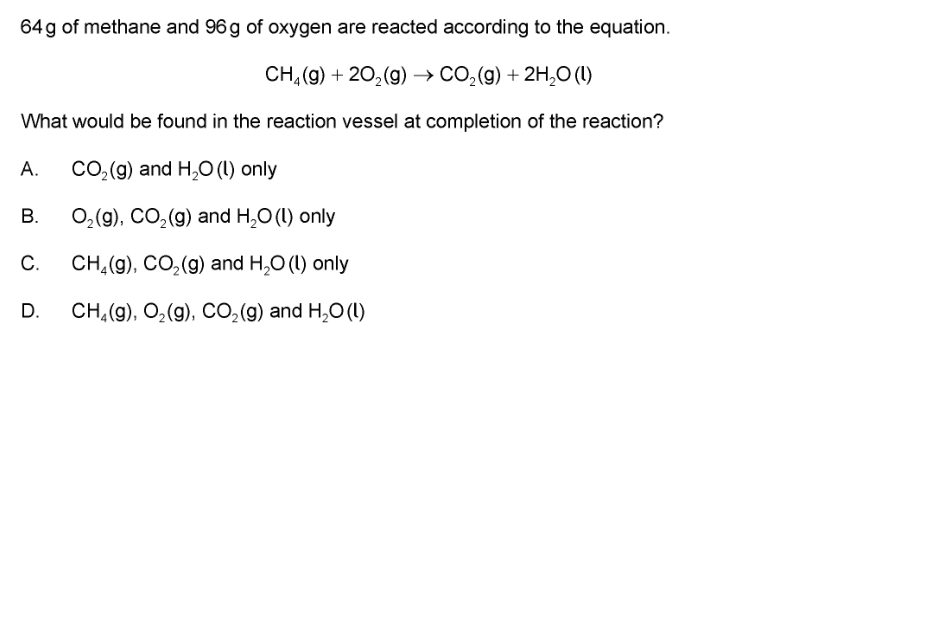 64 g of methane and 96 g of oxygen are reacted according to the equation.
CH₄(g) + 2O₂(g) → CO₂(g) + 2H₂O(l)
What would be found in the reaction vessel at completion of the reaction?
A. CO₂(g) and H₂O(l) only
B. O₂(g), CO₂(g) and H₂O(l) only
C. CH₄(g), CO₂(g) and H₂O(l) only
D. CH₄(g), O₂(g), CO₂(g) and H₂O(l)